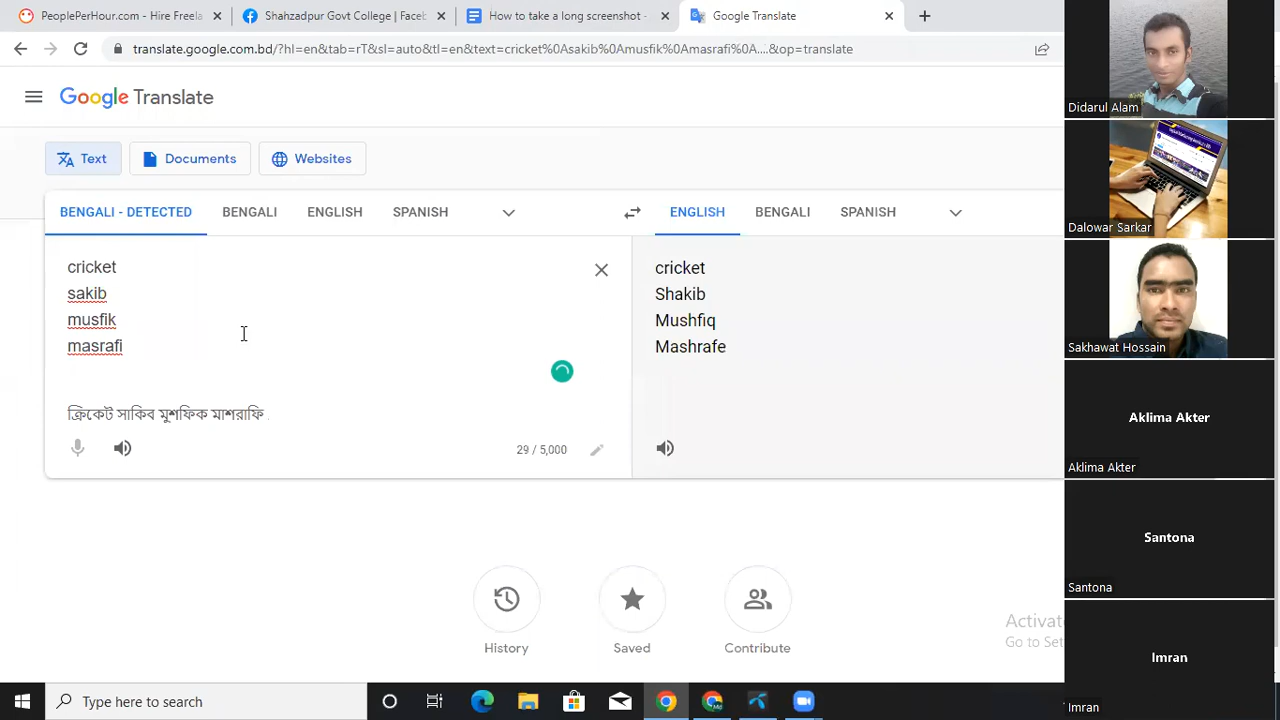 PeoplePerHour.com - Hire Freela
Shahzadpur Govt College | Facel
How to take a long screenshot -
Google Translate
translate.google.com.bd/?hl=en&tab=rT&sl=auto&tl=en&text=cricket%0Asakib%0Amusfik%0Amasrafi%0A....&op=translate
Google Translate
Text
Documents
Websites
BENGALI - DETECTED
BENGALI
ENGLISH
SPANISH
ENGLISH
BENGALI
SPANISH
cricket
sakib
musfik
masrafi
ক্রিকেট সাকিব মুশফিক মাশরাফি
29 / 5,000
cricket
Shakib
Mushfiq
Mashrafe
History
Saved
Contribute
Activat
Go to Set
Type here to search
Didarul Alam
Dalowar Sarkar
Sakhawat Hossain
Aklima Akter
Aklima Akter
Santona
Santona
Imran
Imran